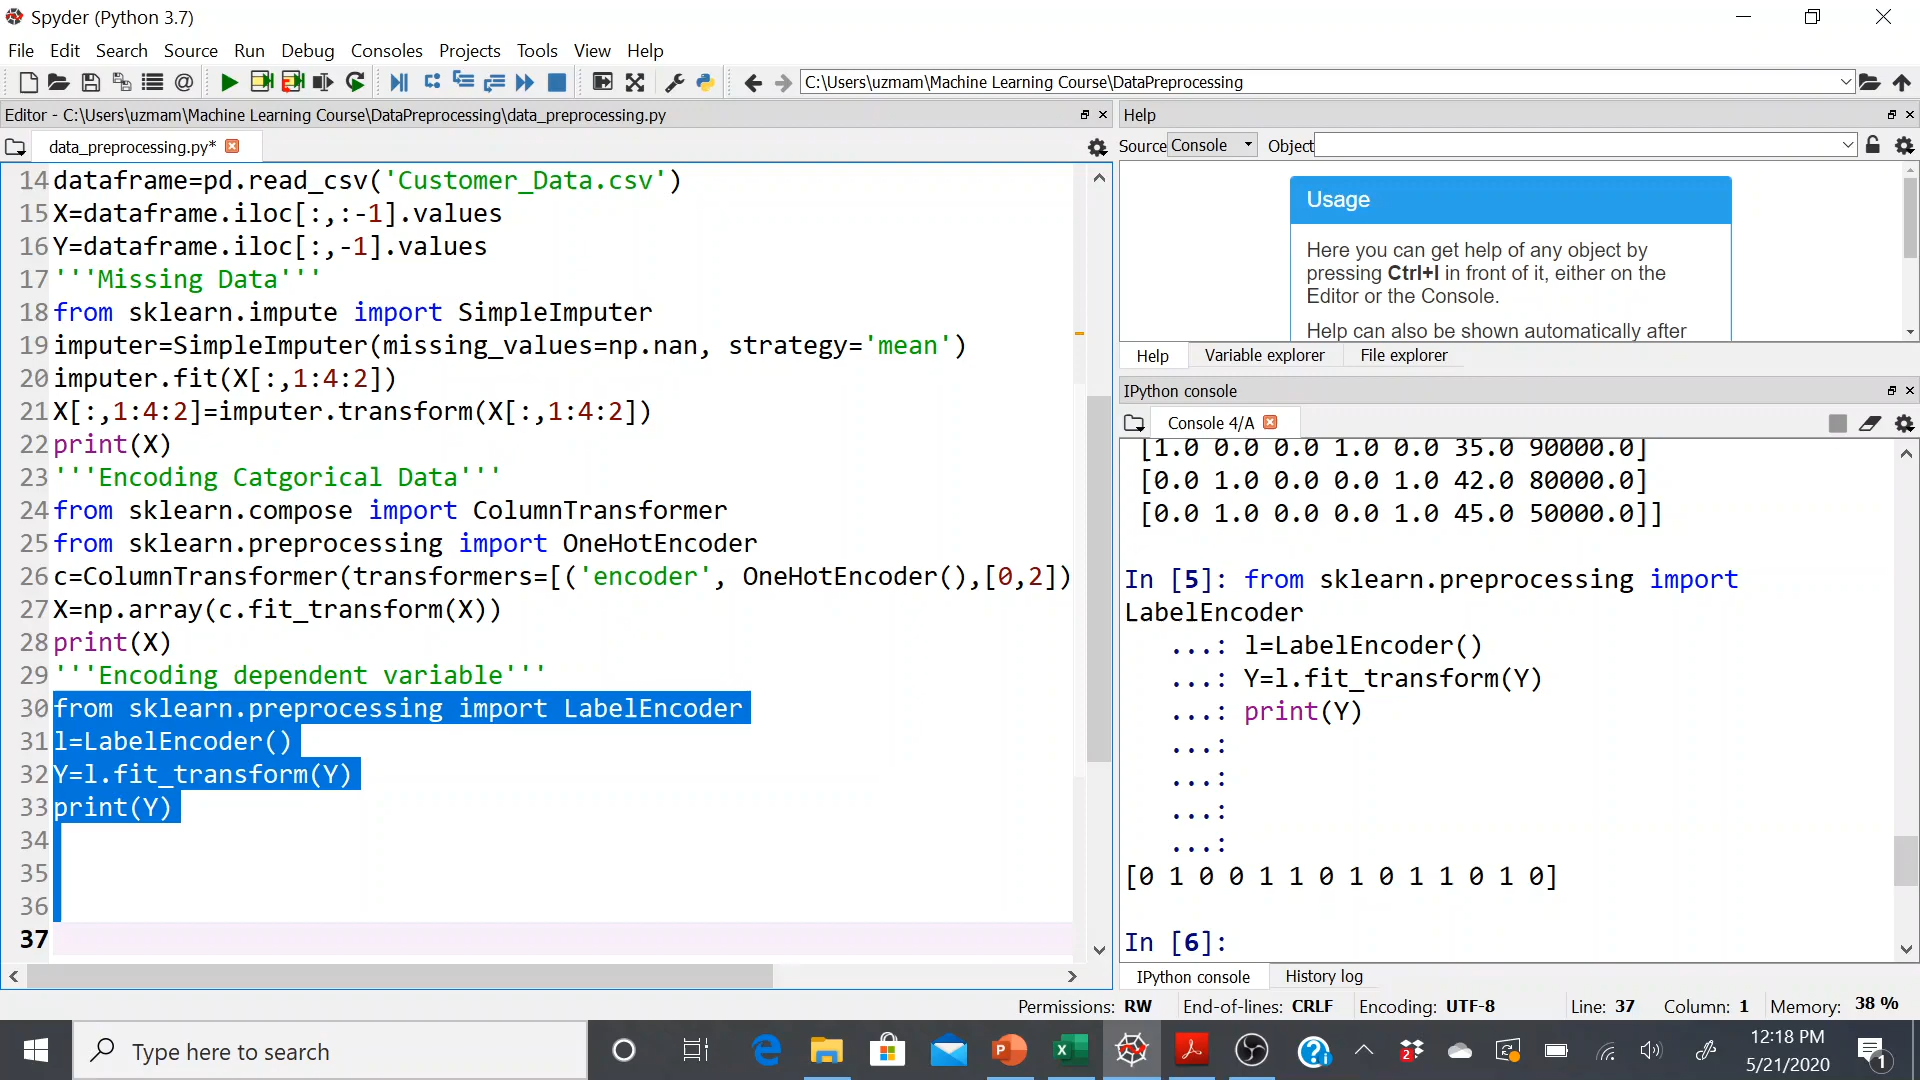 Spyder (Python 3.7)
File Edit Search Source Run Debug Consoles Projects Tools View Help
C:\Users\uzmam\Machine Learning Course\DataPreprocessing
Editor - C:\Users\uzmam\Machine Learning Course\DataPreprocessing\data_preprocessing.py
data_preprocessing.py*
14 dataframe=pd.read_csv('Customer_Data.csv')
15 X=dataframe.iloc[:,:-1].values
16 Y=dataframe.iloc[:,-1].values
17 '''Missing Data'''
18 from sklearn.impute import SimpleImputer
19 imputer=SimpleImputer(missing_values=np.nan, strategy='mean')
20 imputer.fit(X[:,1:4:2])
21 X[:,1:4:2]=imputer.transform(X[:,1:4:2])
22 print(X)
23 '''Encoding Catgorical Data'''
24 from sklearn.compose import ColumnTransformer
25 from sklearn.preprocessing import OneHotEncoder
26 c=ColumnTransformer(transformers=[('encoder', OneHotEncoder(),[0,2])
27 X=np.array(c.fit_transform(X))
28 print(X)
29 '''Encoding dependent variable'''
30 from sklearn.preprocessing import LabelEncoder
31 l=LabelEncoder()
32 Y=l.fit_transform(Y)
33 print(Y)
34
35
36
37
Help
Source Console Object
Usage
Here you can get help of any object by
pressing Ctrl+I in front of it, either on the
Editor or the Console.
Help can also be shown automatically after
Help Variable explorer File explorer
IPython console
Console 4/A
[1.0 0.0 0.0 1.0 0.0 35.0 90000.0]
[0.0 1.0 0.0 0.0 1.0 42.0 80000.0]
[0.0 1.0 0.0 0.0 1.0 45.0 50000.0]]
In [5]: from sklearn.preprocessing import
LabelEncoder
...: l=LabelEncoder()
...: Y=l.fit_transform(Y)
...: print(Y)
...:
...:
...:
...:
[0 1 0 0 1 1 0 1 0 1 1 0 1 0]
In [6]:
IPython console History log
Permissions: RW End-of-lines: CRLF Encoding: UTF-8 Line: 37 Column: 1 Memory: 38 %
Type here to search
2
12:18 PM
5/21/2020
1